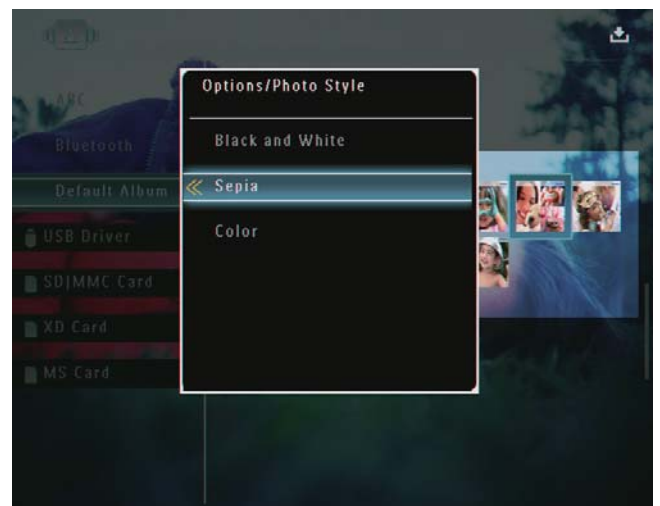 Options/Photo Style
Black and White
Sepia
Color
ABC
Bluetooth
Default Album
USB Driver
SD|MMC Card
XD Card
MS Card